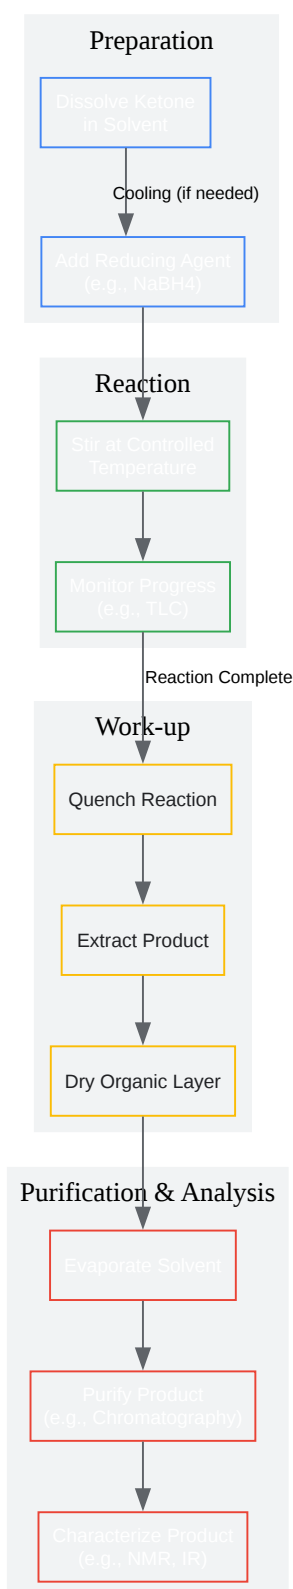 Preparation
Dissolve Ketone
in Solvent
Cooling (if needed)
Add Reducing Agent
(e.g., NaBH4)
Reaction
Stir at Controlled
Temperature
Monitor Progress
(e.g., TLC)
Reaction Complete
Work-up
Quench Reaction
Extract Product
Dry Organic Layer
Purification & Analysis
Evaporate Solvent
Purify Product
(e.g., Chromatography)
Characterize Product
(e.g., NMR, IR)